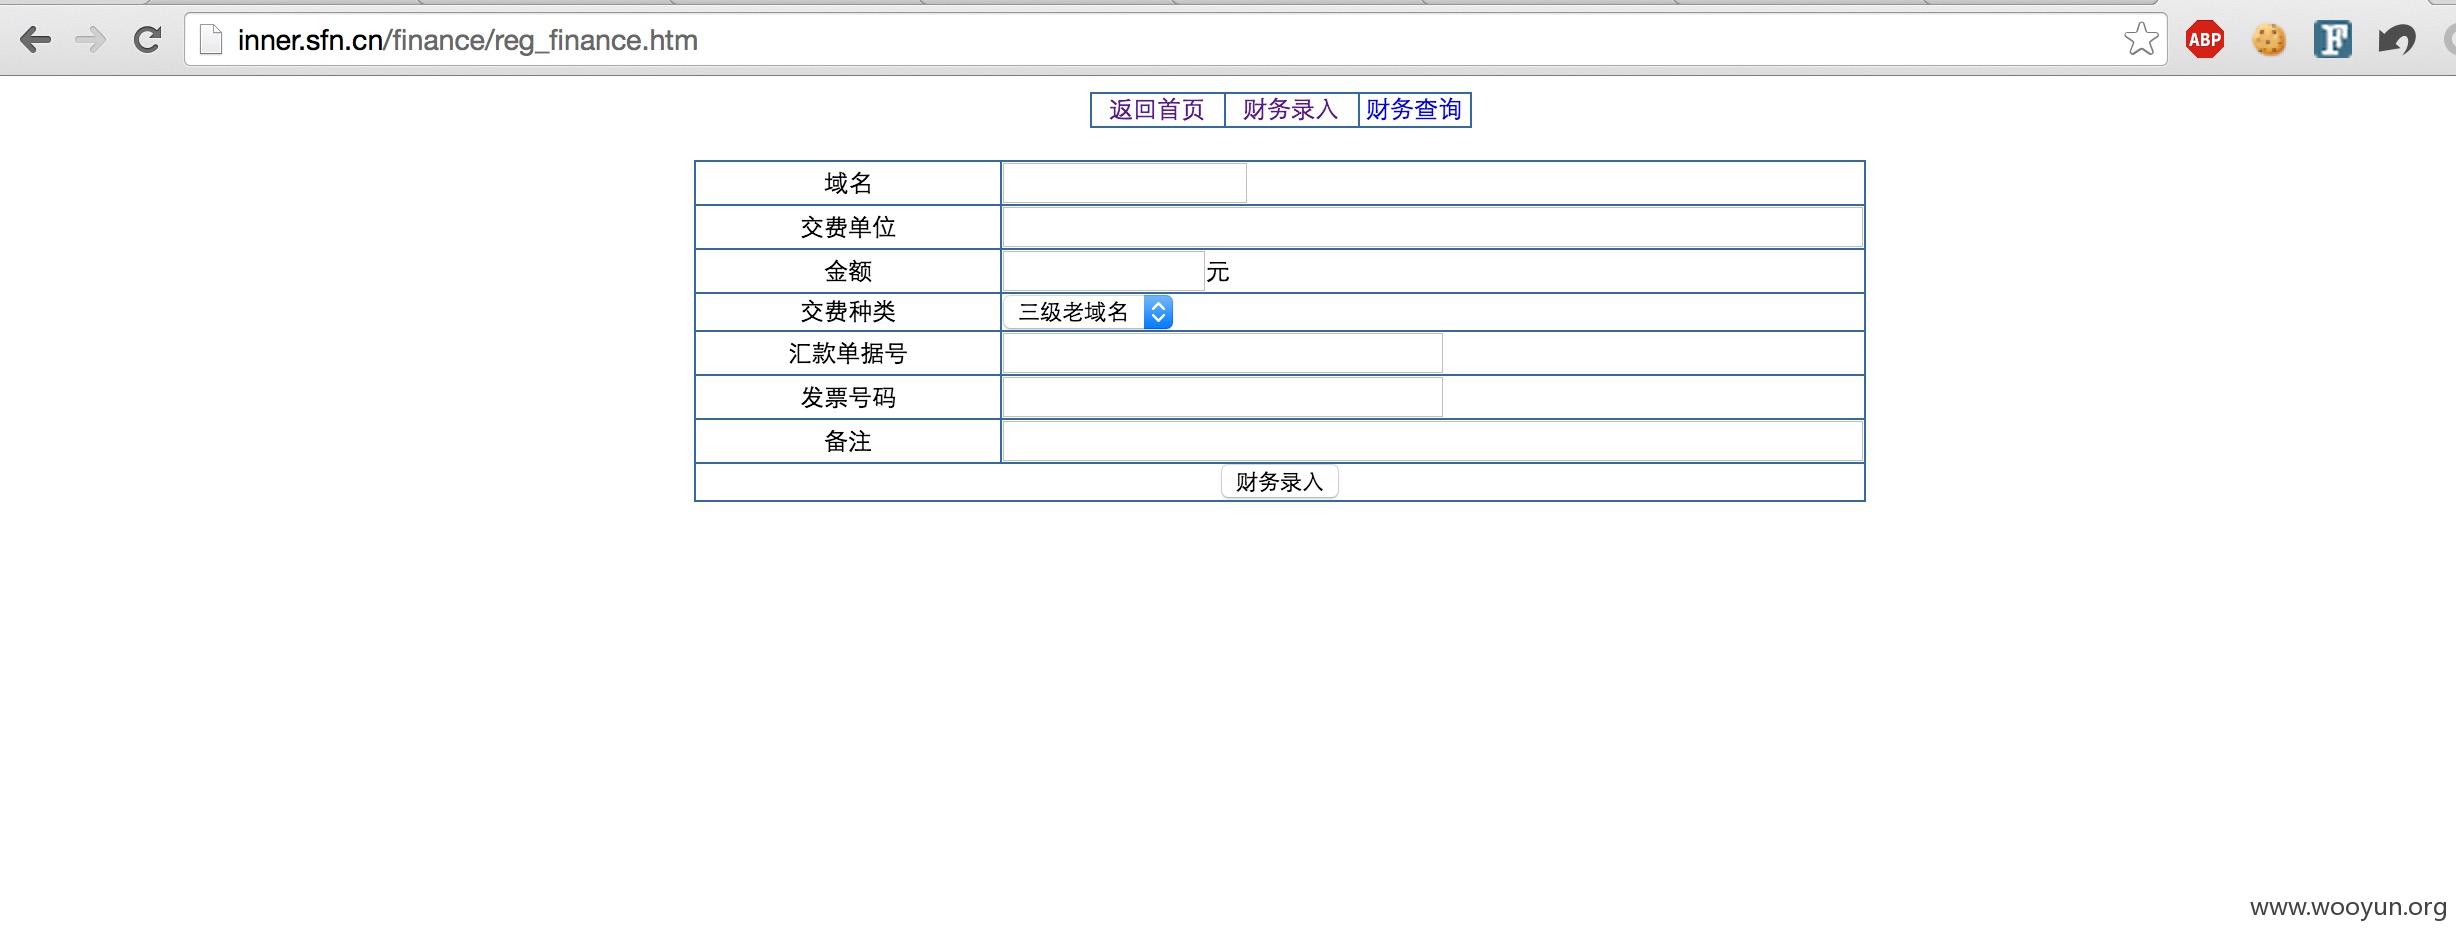 inner.sfn.cn/finance/reg_finance.htm
ABP
F
返回首页 财务录入 财务查询
域名
交费单位
金额 元
交费种类 三级老域名
汇款单据号
发票号码
备注
财务录入
www.wooyun.org